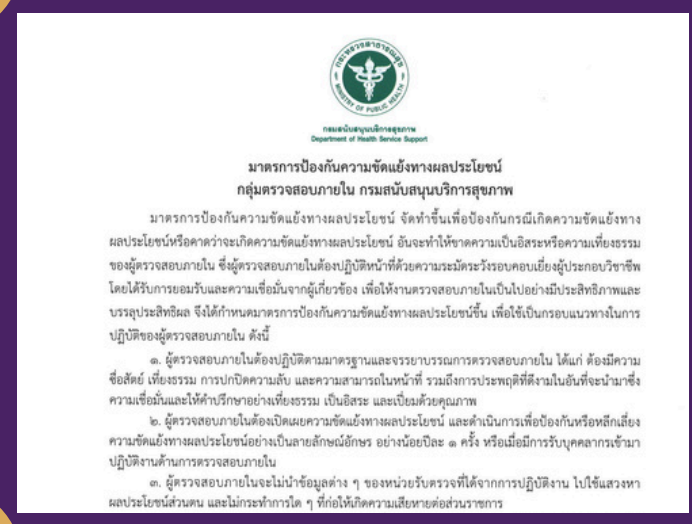 กระทรวงสาธารณสุข
MINISTRY OF PUBLIC HEALTH
กรมสนับสนุนบริการสุขภาพ
Department of Health Service Support
มาตรการป้องกันความขัดแย้งทางผลประโยชน์
กลุ่มตรวจสอบภายใน กรมสนับสนุนบริการสุขภาพ
มาตรการป้องกันความขัดแย้งทางผลประโยชน์ จัดทำขึ้นเพื่อป้องกันกรณีเกิดความขัดแย้งทาง
ผลประโยชน์หรือคาดว่าจะเกิดความขัดแย้งทางผลประโยชน์ อันจะทำให้ขาดความเป็นอิสระหรือความเที่ยงธรรม
ของผู้ตรวจสอบภายใน ซึ่งผู้ตรวจสอบภายในต้องปฏิบัติหน้าที่ด้วยความระมัดระวังรอบคอบเยี่ยงผู้ประกอบวิชาชีพ
โดยได้รับการยอมรับและความเชื่อมั่นจากผู้เกี่ยวข้อง เพื่อให้งานตรวจสอบภายในเป็นไปอย่างมีประสิทธิภาพและ
บรรลุประสิทธิผล จึงได้กำหนดมาตรการป้องกันความขัดแย้งทางผลประโยชน์ขึ้น เพื่อใช้เป็นกรอบแนวทางในการ
ปฏิบัติของผู้ตรวจสอบภายใน ดังนี้
๑. ผู้ตรวจสอบภายในต้องปฏิบัติตามมาตรฐานและจรรยาบรรณการตรวจสอบภายใน ได้แก่ ต้องมีความ
ซื่อสัตย์ เที่ยงธรรม การปกปิดความลับ และความสามารถในหน้าที่ รวมถึงการประพฤติที่ดีงามในอันที่จะนำมาซึ่ง
ความเชื่อมั่นและให้คำปรึกษาอย่างเที่ยงธรรม เป็นอิสระ และเปี่ยมด้วยคุณภาพ
๒. ผู้ตรวจสอบภายในต้องเปิดเผยความขัดแย้งทางผลประโยชน์ และดำเนินการเพื่อป้องกันหรือหลีกเลี่ยง
ความขัดแย้งทางผลประโยชน์อย่างเป็นลายลักษณ์อักษร อย่างน้อยปีละ ๑ ครั้ง หรือเมื่อมีการรับบุคคลากรเข้ามา
ปฏิบัติงานด้านการตรวจสอบภายใน
๓. ผู้ตรวจสอบภายในจะไม่นำข้อมูลต่าง ๆ ของหน่วยรับตรวจที่ได้จากการปฏิบัติงาน ไปใช้แสวงหา
ผลประโยชน์ส่วนตน และไม่กระทำการใด ๆ ที่ก่อให้เกิดความเสียหายต่อส่วนราชการ